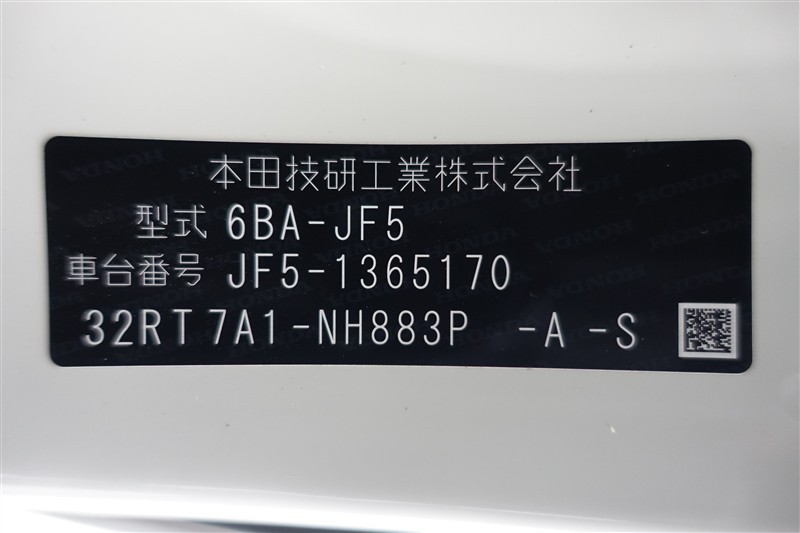 本田技研工業株式会社
型式 6BA-JF5
車台番号 JF5-1365170
32RT7A1-NH883P -A-S